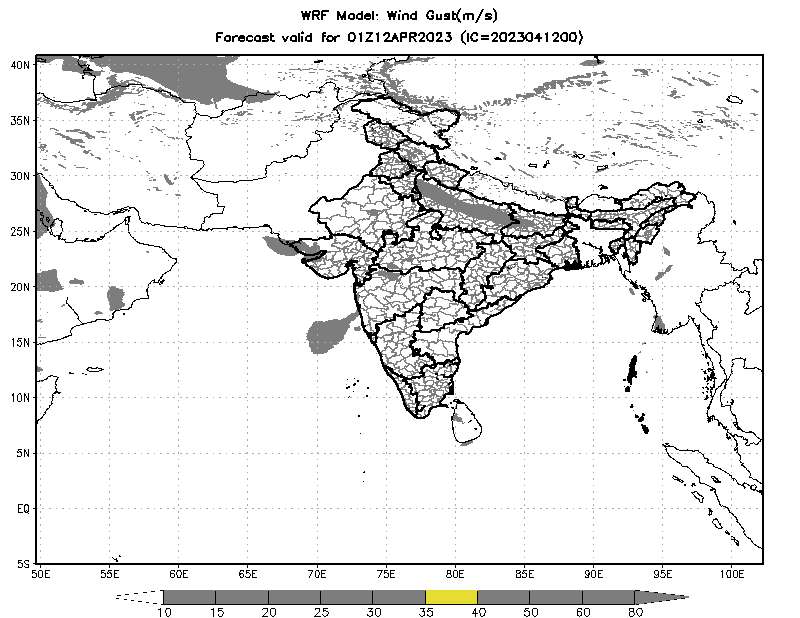 WRF Model: Wind Gust(m/s)
Forecast valid for 01Z12APR2023 (IC=2023041200)
40N
35N
30N
25N
20N
15N
10N
5N
EQ
5S
50E 55E 60E 65E 70E 75E 80E 85E 90E 95E 100E
10 15 20 25 30 35 40 50 60 80